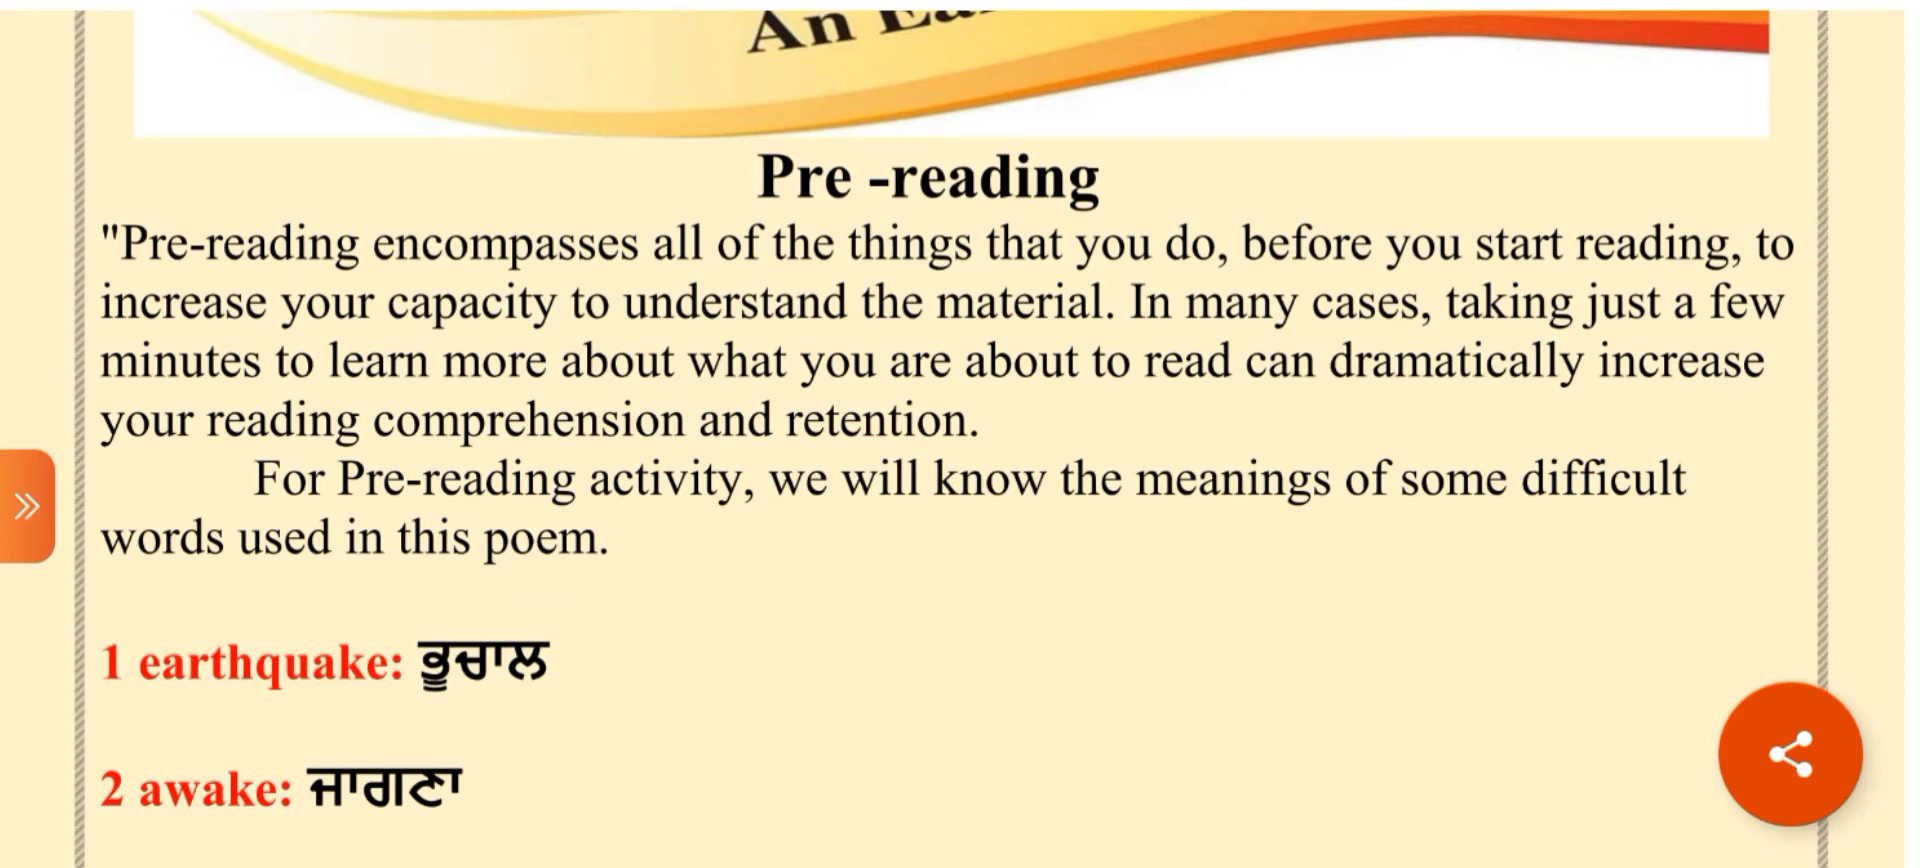 An
Pre -reading
"Pre-reading encompasses all of the things that you do, before you start reading, to
increase your capacity to understand the material. In many cases, taking just a few
minutes to learn more about what you are about to read can dramatically increase
your reading comprehension and retention.
For Pre-reading activity, we will know the meanings of some difficult
words used in this poem.
1 earthquake: ਭੂਚਾਲ
2 awake: ਜਾਗਣਾ